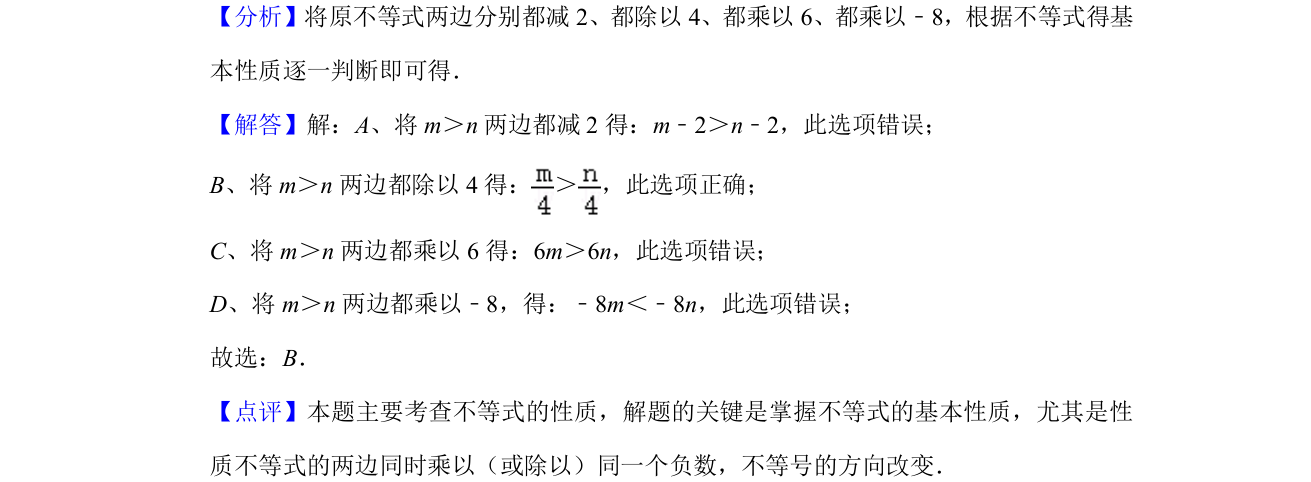 【分析】将原不等式两边分别都减 2、都除以 4、都乘以 6、都乘以﹣8，根据不等式得基
本性质逐一判断即可得．
【解答】解：A、将 m＞n 两边都减 2 得：m﹣2＞n﹣2，此选项错误；
B、将 m＞n 两边都除以 4 得：m/4＞n/4，此选项正确；
C、将 m＞n 两边都乘以 6 得：6m＞6n，此选项错误；
D、将 m＞n 两边都乘以﹣8，得：﹣8m＜﹣8n，此选项错误；
故选：B．
【点评】本题主要考查不等式的性质，解题的关键是掌握不等式的基本性质，尤其是性
质不等式的两边同时乘以（或除以）同一个负数，不等号的方向改变．